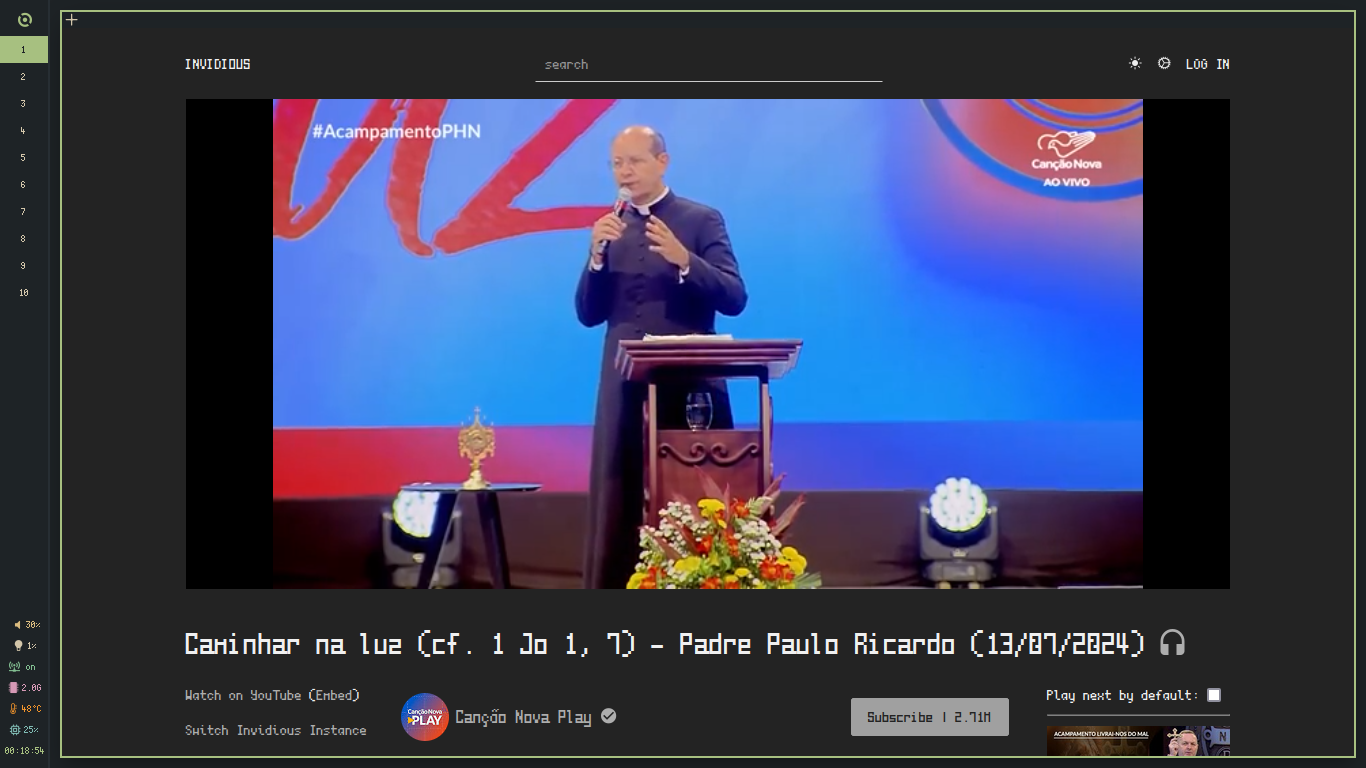 1
2
3
4
5
6
7
8
9
10
30%
1%
on
2.0G
48°C
25%
00:18:54
+
INVIDIOUS
search
LOG IN
#AcampamentoPHN
Canção Nova
AO VIVO
Caminhar na luz (cf. 1 Jo 1, 7) – Padre Paulo Ricardo (13/07/2024)
Watch on YouTube (Embed)
Switch Invidious Instance
Canção Nova
PLAY
Canção Nova Play
Subscribe | 2.71M
Play next by default:
ACAMPAMENTO LIVRAI-NOS DO MAL
N